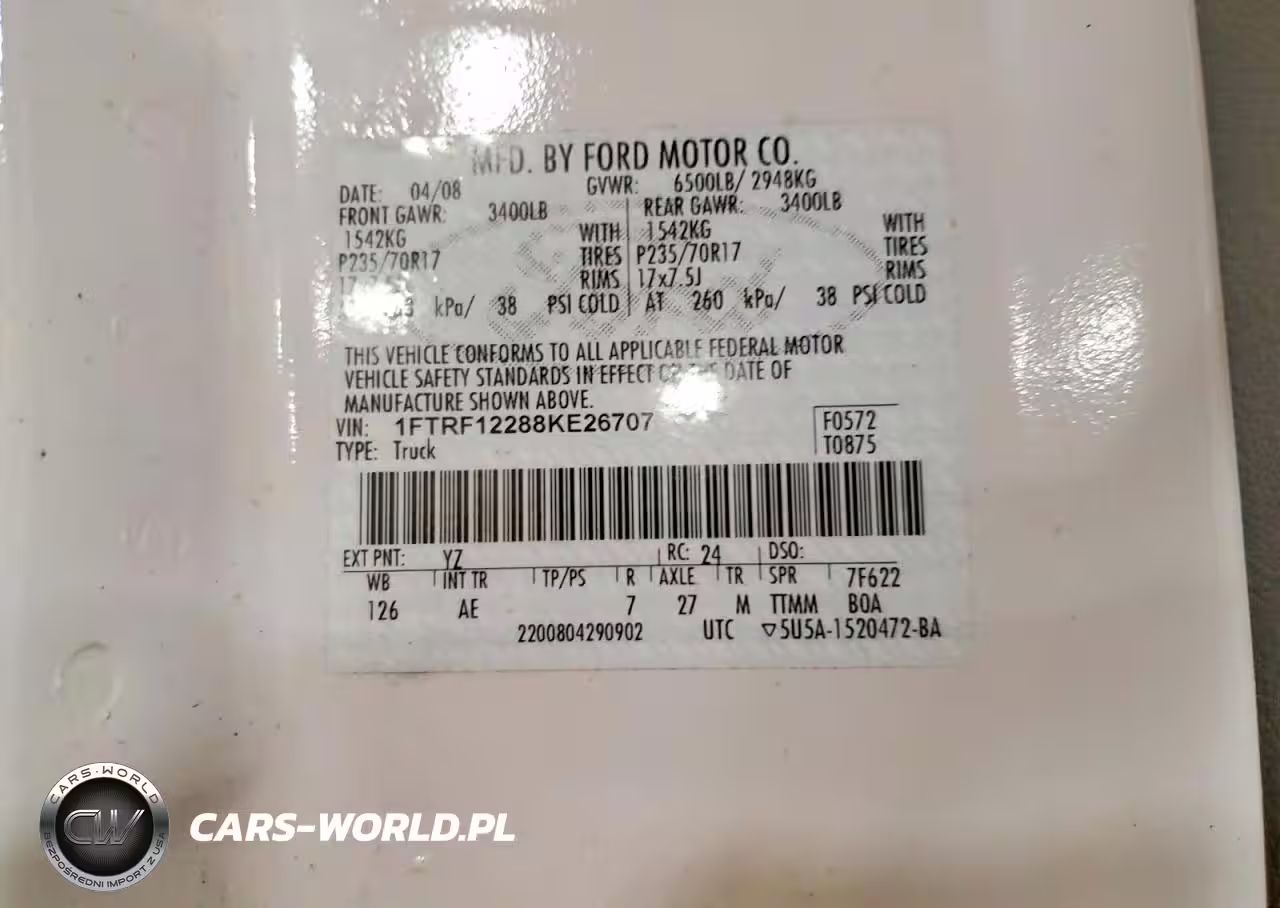 MFD. BY FORD MOTOR CO.
DATE: 04/08 GVWR: 6500LB/ 2948KG
FRONT GAWR: 3400LB REAR GAWR: 3400LB
1542KG WITH 1542KG WITH
P235/70R17 TIRES P235/70R17 TIRES
RIMS 17x7.5J RIMS
kPa/ 38 PSI COLD AT 260 kPa/ 38 PSI COLD
THIS VEHICLE CONFORMS TO ALL APPLICABLE FEDERAL MOTOR
VEHICLE SAFETY STANDARDS IN EFFECT DATE OF
MANUFACTURE SHOWN ABOVE.
VIN: 1FTRF12288KE26707 F0572
TYPE: Truck T0875
EXT PNT: YZ RC: 24 DSO:
WB INT TR TP/PS R AXLE TR SPR 7F622
126 AE 7 27 M TTMM BOA
2200804290902 UTC ▽5U5A-1520472-BA
CARS-WORLD
CW
BEZPOŚREDNI IMPORT Z USA
CARS-WORLD.PL